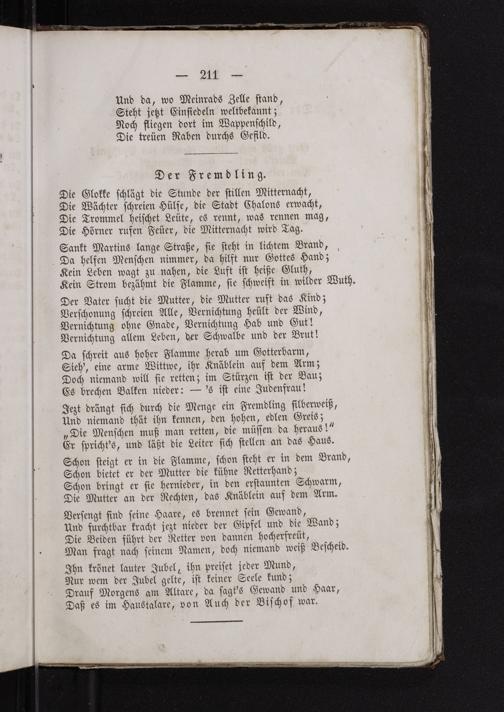 — 211 —
Und da, wo Meinrads Zelle stand,
Steht jetzt Einsiedeln weltbekannt;
Noch fliegen dort im Wappenschild,
Die treüen Raben durchs Gefild.
Der Fremdling.
Die Glokke schlägt die Stunde der stillen Mitternacht,
Die Wächter schreien Hülfe, die Stadt Chalons erwacht,
Die Trommel heischet Leüte, es rennt, was rennen mag,
Die Hörner rufen Feüer, die Mitternacht wird Tag.
Sankt Martins lange Straße, sie steht in lichtem Brand,
Da helfen Menschen nimmer, da hilft nur Gottes Hand;
Kein Leben wagt zu nahen, die Luft ist heiße Gluth,
Kein Strom bezähmt die Flamme, sie schweift in wilder Wuth.
Der Vater sucht die Mutter, die Mutter ruft das Kind;
Verschonung schreien Alle, Vernichtung heült der Wind,
Vernichtung ohne Gnade, Vernichtung Hab und Gut!
Vernichtung allem Leben, der Schwalbe und der Brut!
Da schreit aus hoher Flamme herab um Gotterbarm,
Sieh', eine arme Wittwe, ihr Knäblein auf dem Arm;
Doch niemand will sie retten; im Stürzen ist der Bau;
Es brechen Balken nieder: — 's ist eine Judenfrau!
Jezt drängt sich durch die Menge ein Fremdling silberweiß,
Und niemand thät ihn kennen, den hohen, edlen Greis;
„Die Menschen muß man retten, die müssen da heraus!"
Er spricht's, und läßt die Leiter sich stellen an das Haus.
Schon steigt er in die Flamme, schon steht er in dem Brand,
Schon bietet er der Mutter die kühne Retterhand;
Schon bringt er sie hernieder, in den erstaunten Schwarm,
Die Mutter an der Rechten, das Knäblein auf dem Arm.
Versengt sind seine Haare, es brennet sein Gewand,
Und furchtbar kracht jezt nieder der Gipfel und die Wand;
Die Beiden führt der Retter von dannen hocherfreüt,
Man fragt nach seinem Namen, doch niemand weiß Bescheid.
Ihn krönet lauter Jubel, ihn preiset jeder Mund,
Nur wem der Jubel gelte, ist keiner Seele kund;
Drauf Morgens am Altare, da sagt's Gewand und Haar,
Daß es im Haustalare, von Auch der Bischof war.